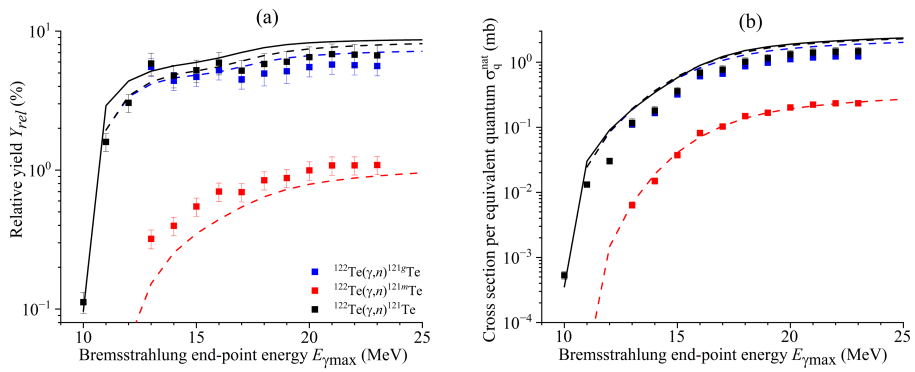 (a)
Relative yield Y_rel (%)
10^1
10^0
10^-1
^122Te(γ,n)^121gTe
^122Te(γ,n)^121mTe
^122Te(γ,n)^121Te
10 15 20 25
Bremsstrahlung end-point energy E_γmax (MeV)
(b)
Cross section per equivalent quantum σ_q^nat (mb)
10^0
10^-1
10^-2
10^-3
10^-4
10 15 20 25
Bremsstrahlung end-point energy E_γmax (MeV)